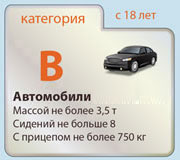 категория
с 18 лет
B
Автомобили
Массой не более 3,5 т
Сидений не больше 8
С прицепом не более 750 кг